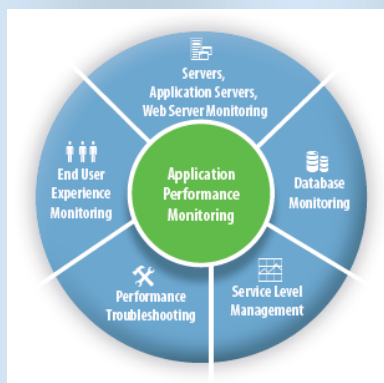 Servers,
Application Servers,
Web Server Monitoring
End User
Experience
Monitoring
Application
Performance
Monitoring
Database
Monitoring
Performance
Troubleshooting
Service Level
Management